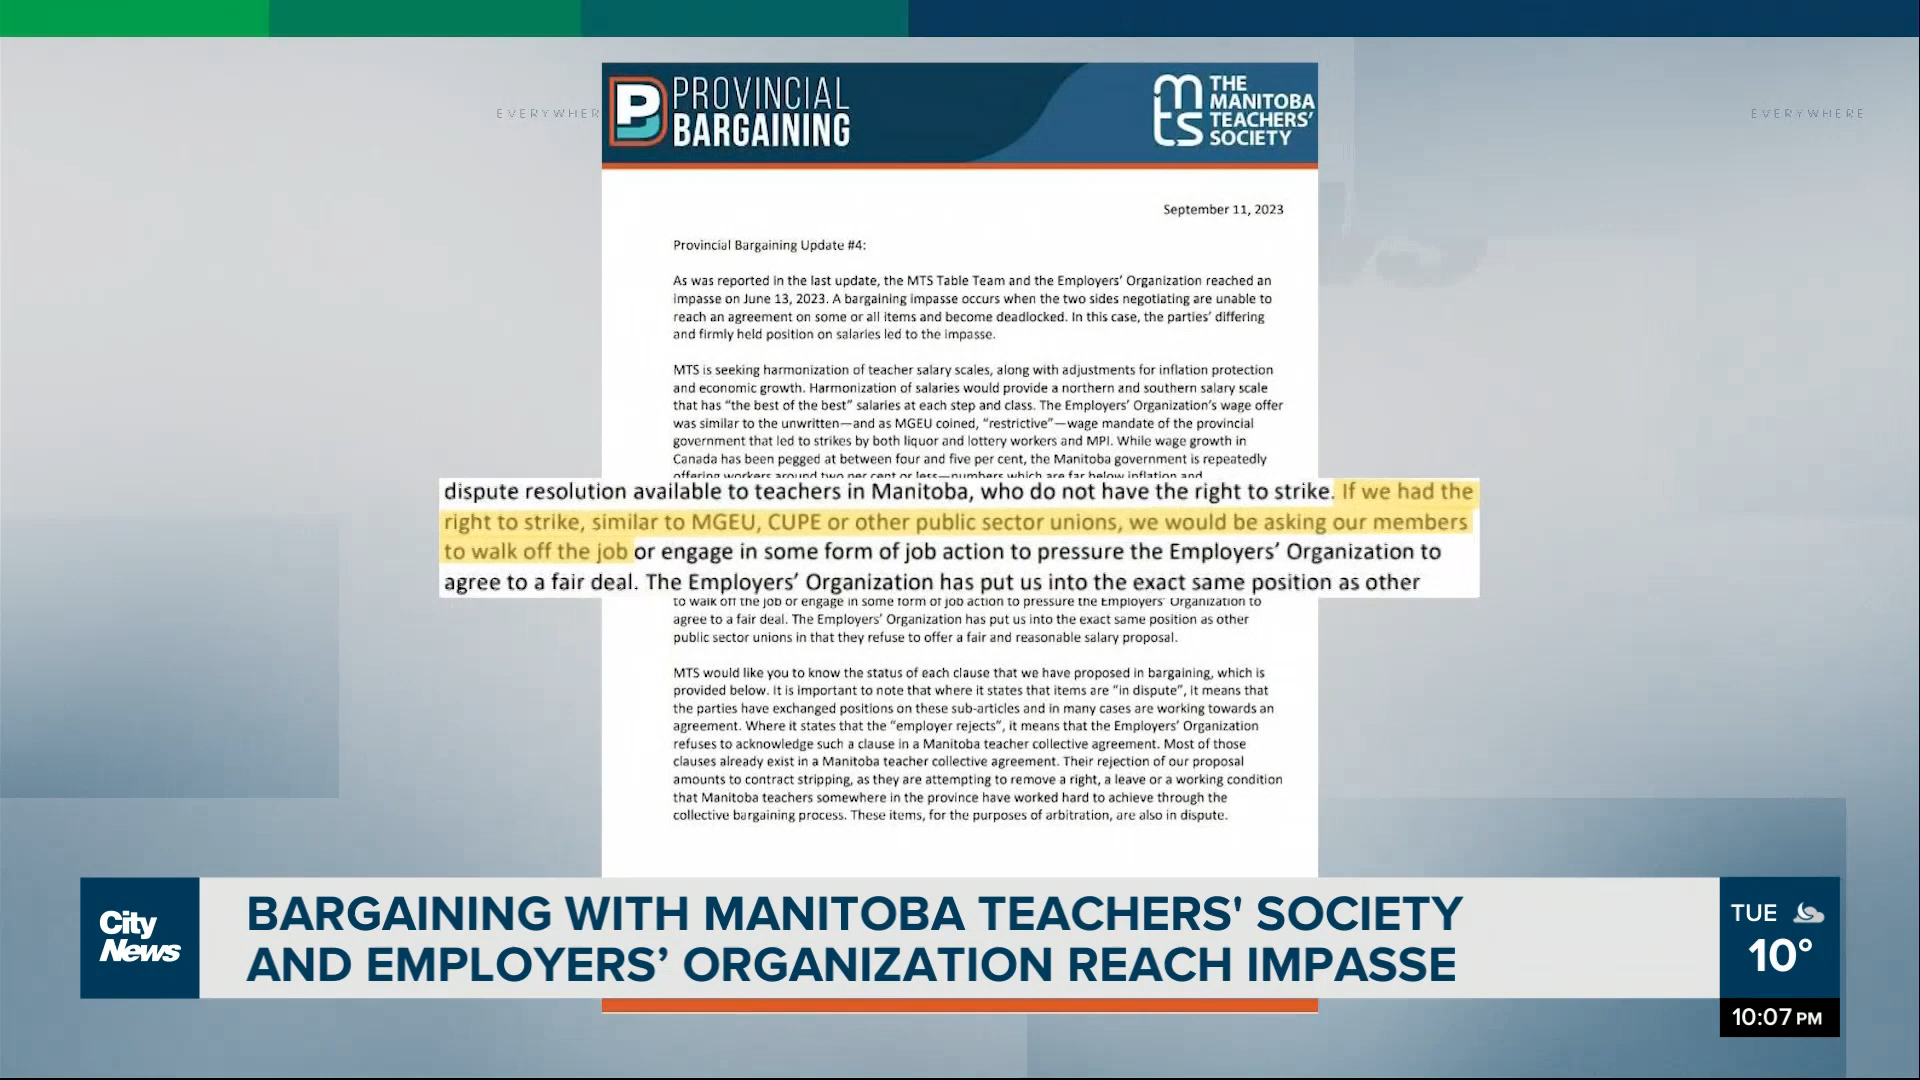 EVERYWHER
EVERYWHERE
PROVINCIAL
BARGAINING
mts
THE
MANITOBA
TEACHERS'
SOCIETY
September 11, 2023
Provincial Bargaining Update #4:
As was reported in the last update, the MTS Table Team and the Employers' Organization reached an
impasse on June 13, 2023. A bargaining impasse occurs when the two sides negotiating are unable to
reach an agreement on some or all items and become deadlocked. In this case, the parties' differing
and firmly held position on salaries led to the impasse.
MTS is seeking harmonization of teacher salary scales, along with adjustments for inflation protection
and economic growth. Harmonization of salaries would provide a northern and southern salary scale
that has “the best of the best” salaries at each step and class. The Employers' Organization's wage offer
was similar to the unwritten—and as MGEU coined, “restrictive”—wage mandate of the provincial
government that led to strikes by both liquor and lottery workers and MPI. While wage growth in
Canada has been pegged at between four and five per cent, the Manitoba government is repeatedly
offering workers around two per cent or less—numbers which are far below inflation and
dispute resolution available to teachers in Manitoba, who do not have the right to strike. If we had the
right to strike, similar to MGEU, CUPE or other public sector unions, we would be asking our members
to walk off the job or engage in some form of job action to pressure the Employers' Organization to
agree to a fair deal. The Employers' Organization has put us into the exact same position as other
to walk off the job or engage in some form of job action to pressure the Employers' Organization to
agree to a fair deal. The Employers' Organization has put us into the exact same position as other
public sector unions in that they refuse to offer a fair and reasonable salary proposal.
MTS would like you to know the status of each clause that we have proposed in bargaining, which is
provided below. It is important to note that where it states that items are “in dispute”, it means that
the parties have exchanged positions on these sub-articles and in many cases are working towards an
agreement. Where it states that the “employer rejects”, it means that the Employers' Organization
refuses to acknowledge such a clause in a Manitoba teacher collective agreement. Most of those
clauses already exist in a Manitoba teacher collective agreement. Their rejection of our proposal
amounts to contract stripping, as they are attempting to remove a right, a leave or a working condition
that Manitoba teachers somewhere in the province have worked hard to achieve through the
collective bargaining process. These items, for the purposes of arbitration, are also in dispute.
City
News
BARGAINING WITH MANITOBA TEACHERS' SOCIETY
AND EMPLOYERS’ ORGANIZATION REACH IMPASSE
TUE
10°
10:07 PM